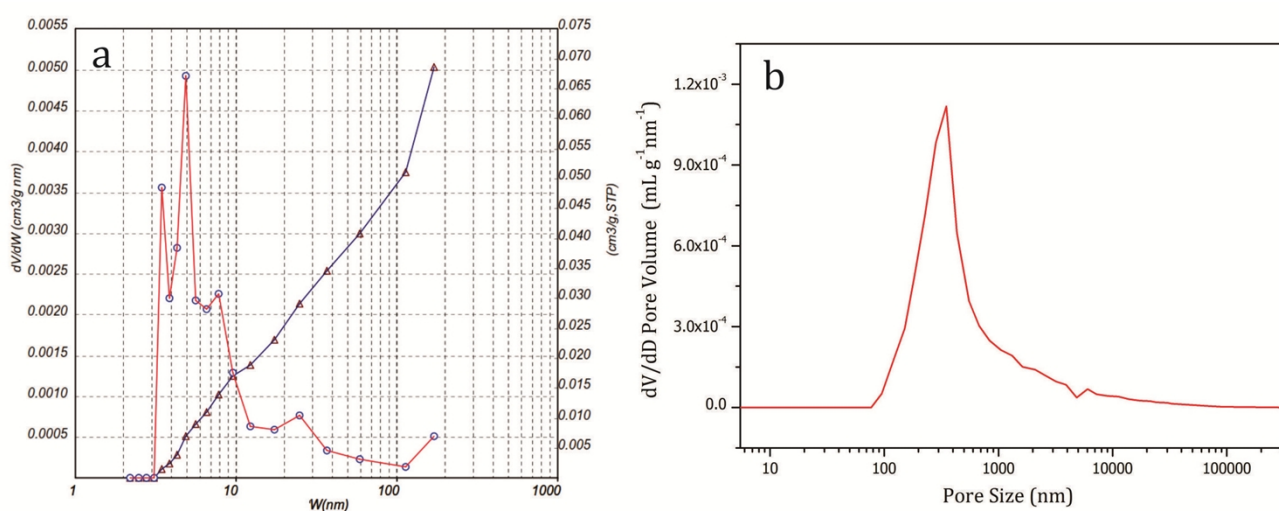 a
0.0055
0.0050
0.0045
0.0040
0.0035
0.0030
0.0025
0.0020
0.0015
0.0010
0.0005
dV/dW (cm3/g nm)
0.075
0.070
0.065
0.060
0.055
0.050
0.045
0.040
0.035
0.030
0.025
0.020
0.015
0.010
0.005
(cm3/g,STP)
1 10 100 1000
W(nm)
b
1.2x10⁻³
9.0x10⁻⁴
6.0x10⁻⁴
3.0x10⁻⁴
0.0
dV/dD Pore Volume (mL g⁻¹ nm⁻¹)
10 100 1000 10000 100000
Pore Size (nm)